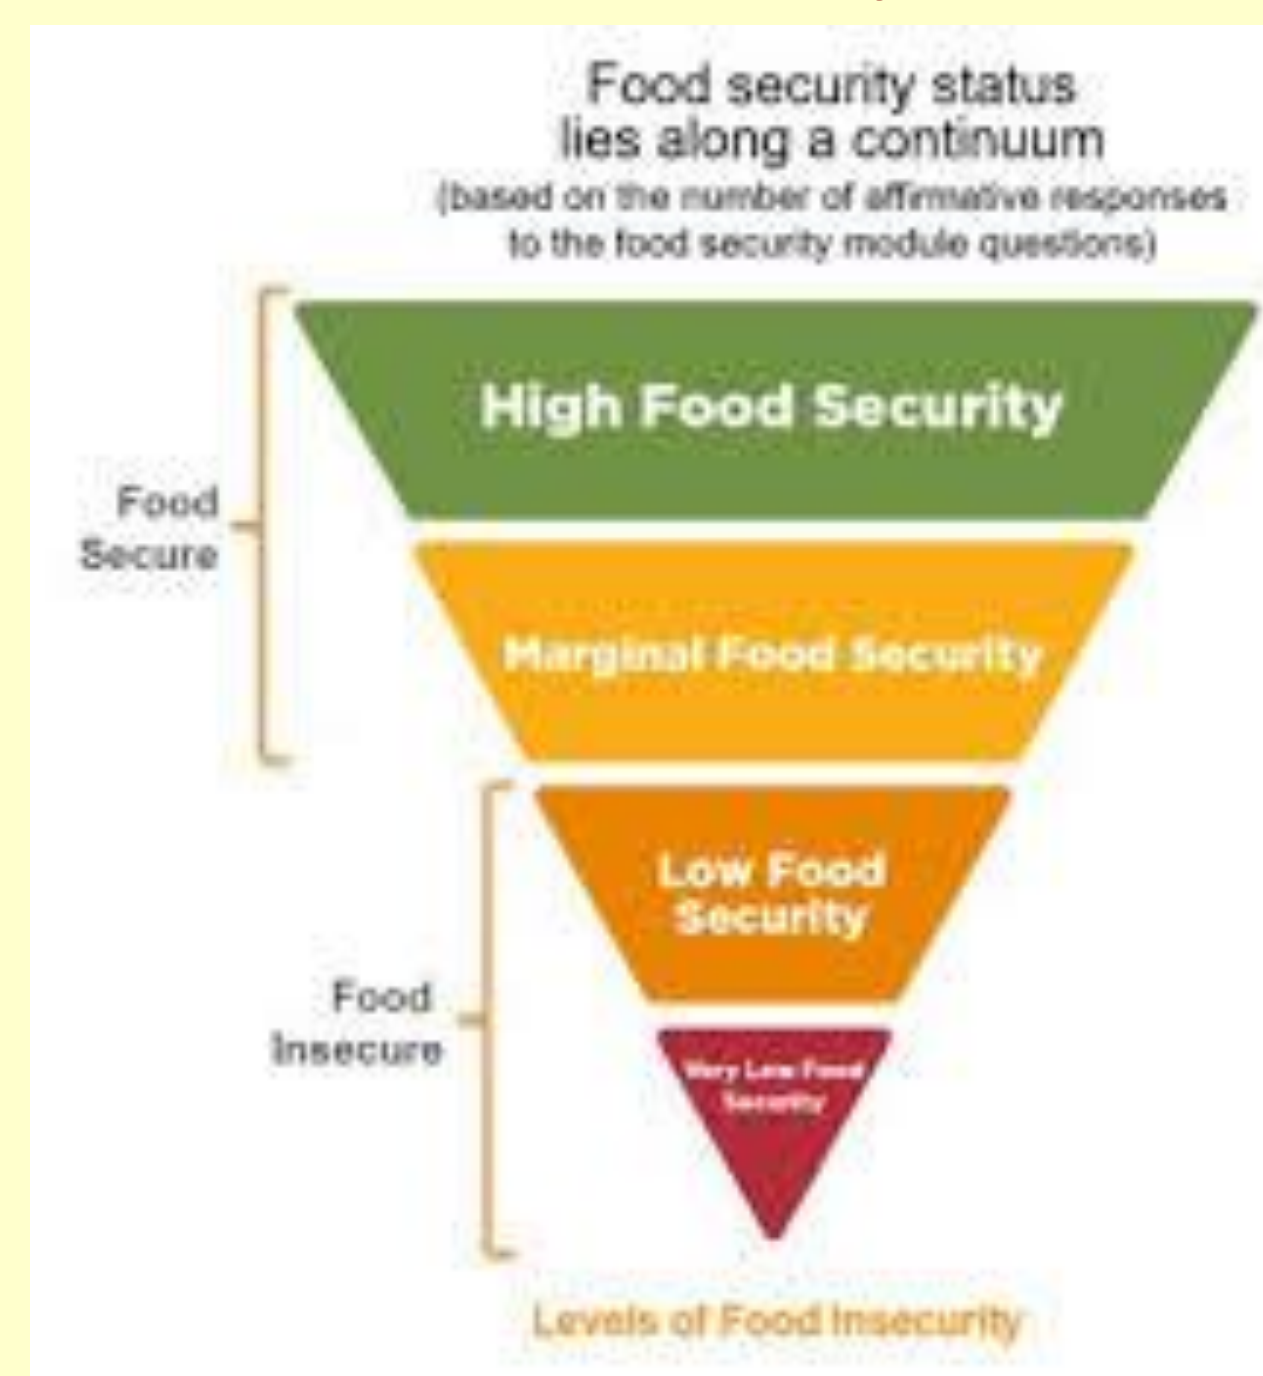 Food security status
lies along a continuum
(based on the number of affirmative responses
to the food security module questions)
High Food Security
Food
Secure
Marginal Food Security
Low Food
Security
Food
Insecure
Very Low Food
Security
Levels of Food Insecurity